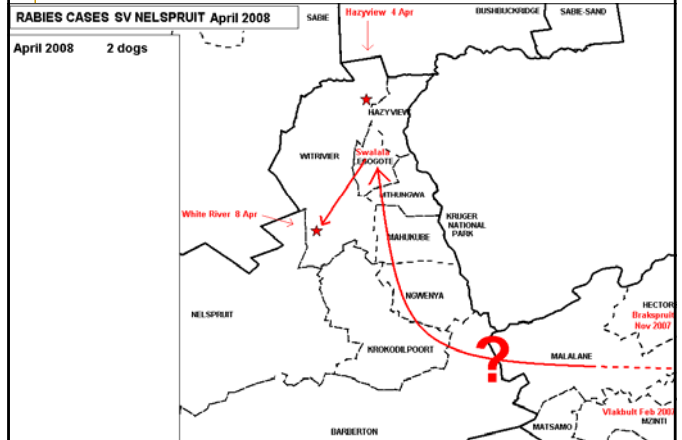 RABIES CASES SV NELSPRUIT April 2008
April 2008 2 dogs
SABIE
Hazyview 4 Apr
BUSHBUCKRIDGE
SABIE-SAND
HAZYVIEW
WITRIVIER
Swalala
LEGOGOTE
MTHUNGWA
White River 8 Apr
KRUGER
NATIONAL
PARK
MAHUKUBE
NGWENYA
NELSPRUIT
HECTOR
Brakspruit
Nov 2007
KROKODILPOORT
?
MALALANE
Vlakbult Feb 2007
MZINTI
MATSAMO
BARBERTON